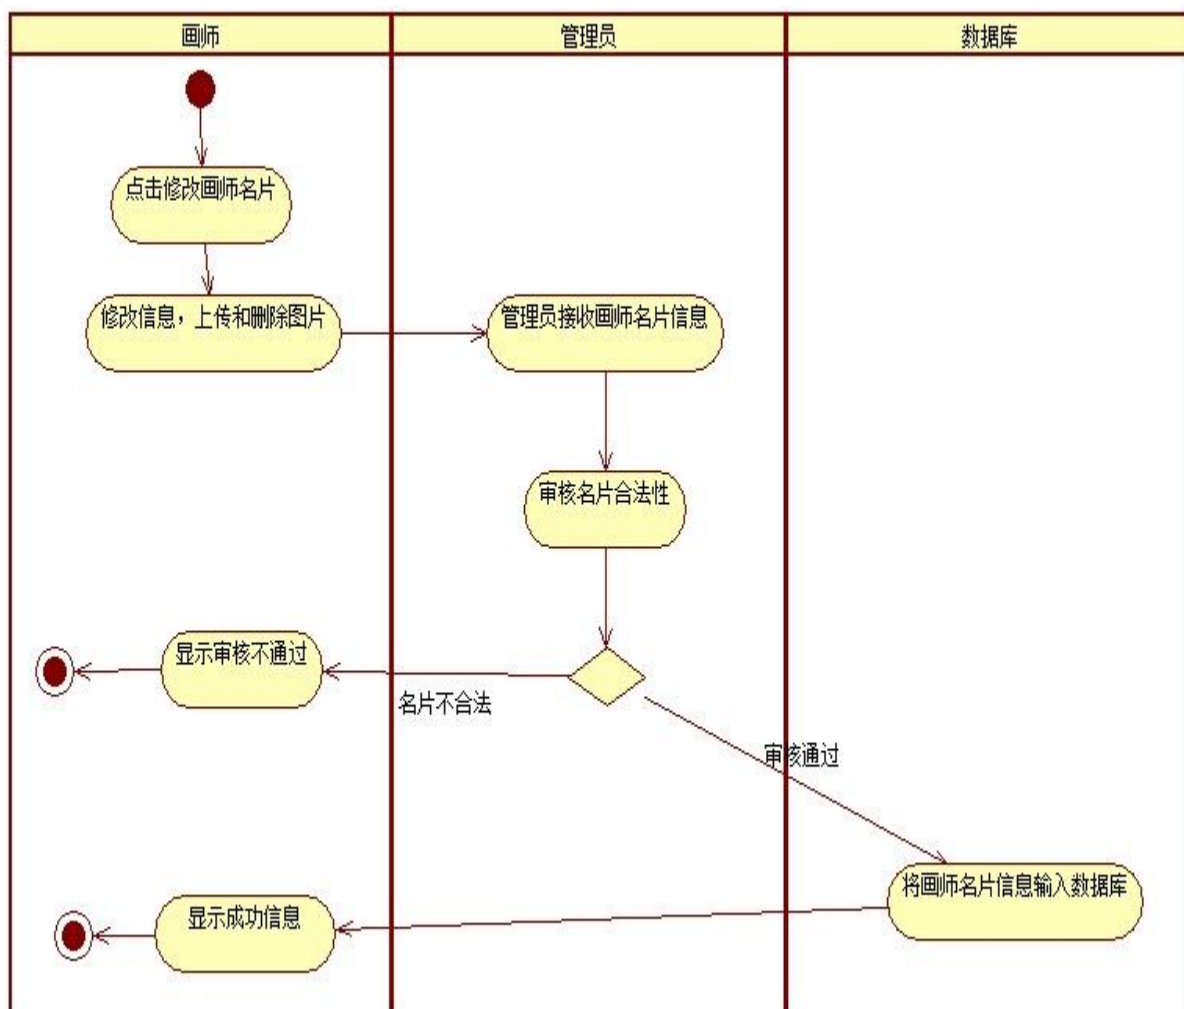 画师
管理员
数据库
点击修改画师名片
修改信息，上传和删除图片
管理员接收画师名片信息
审核名片合法性
显示审核不通过
名片不合法
审核通过
将画师名片信息输入数据库
显示成功信息